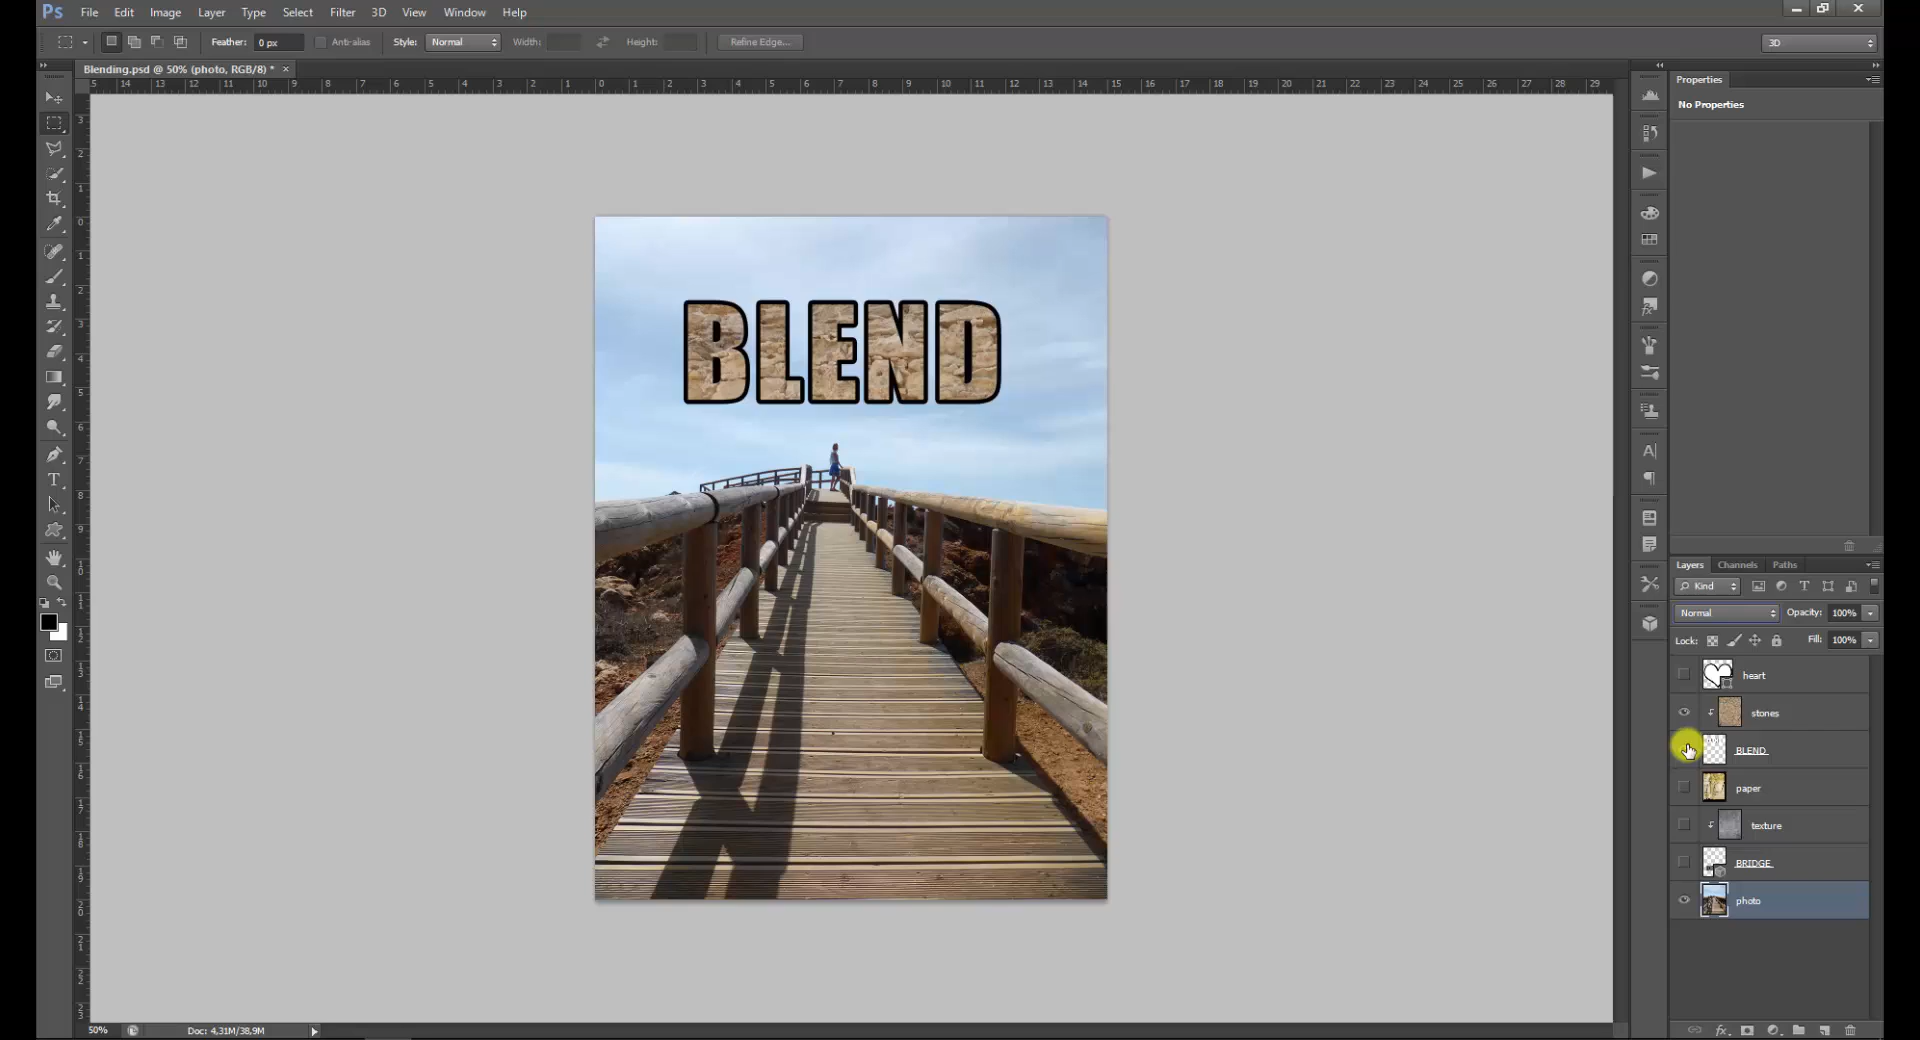 Ps File Edit Image Layer Type Select Filter 3D View Window Help
Feather: 0 px Anti-alias Style: Normal Width: Height: Refine Edge... 3D
Blending.psd @ 50% (photo, RGB/8) * ×
Properties
No Properties
BLEND
Layers Channels Paths
Kind
Normal Opacity: 100%
Lock: Fill: 100%
heart
stones
BLEND
paper
texture
BRIDGE
photo
50% Doc: 4,31M/38,9M